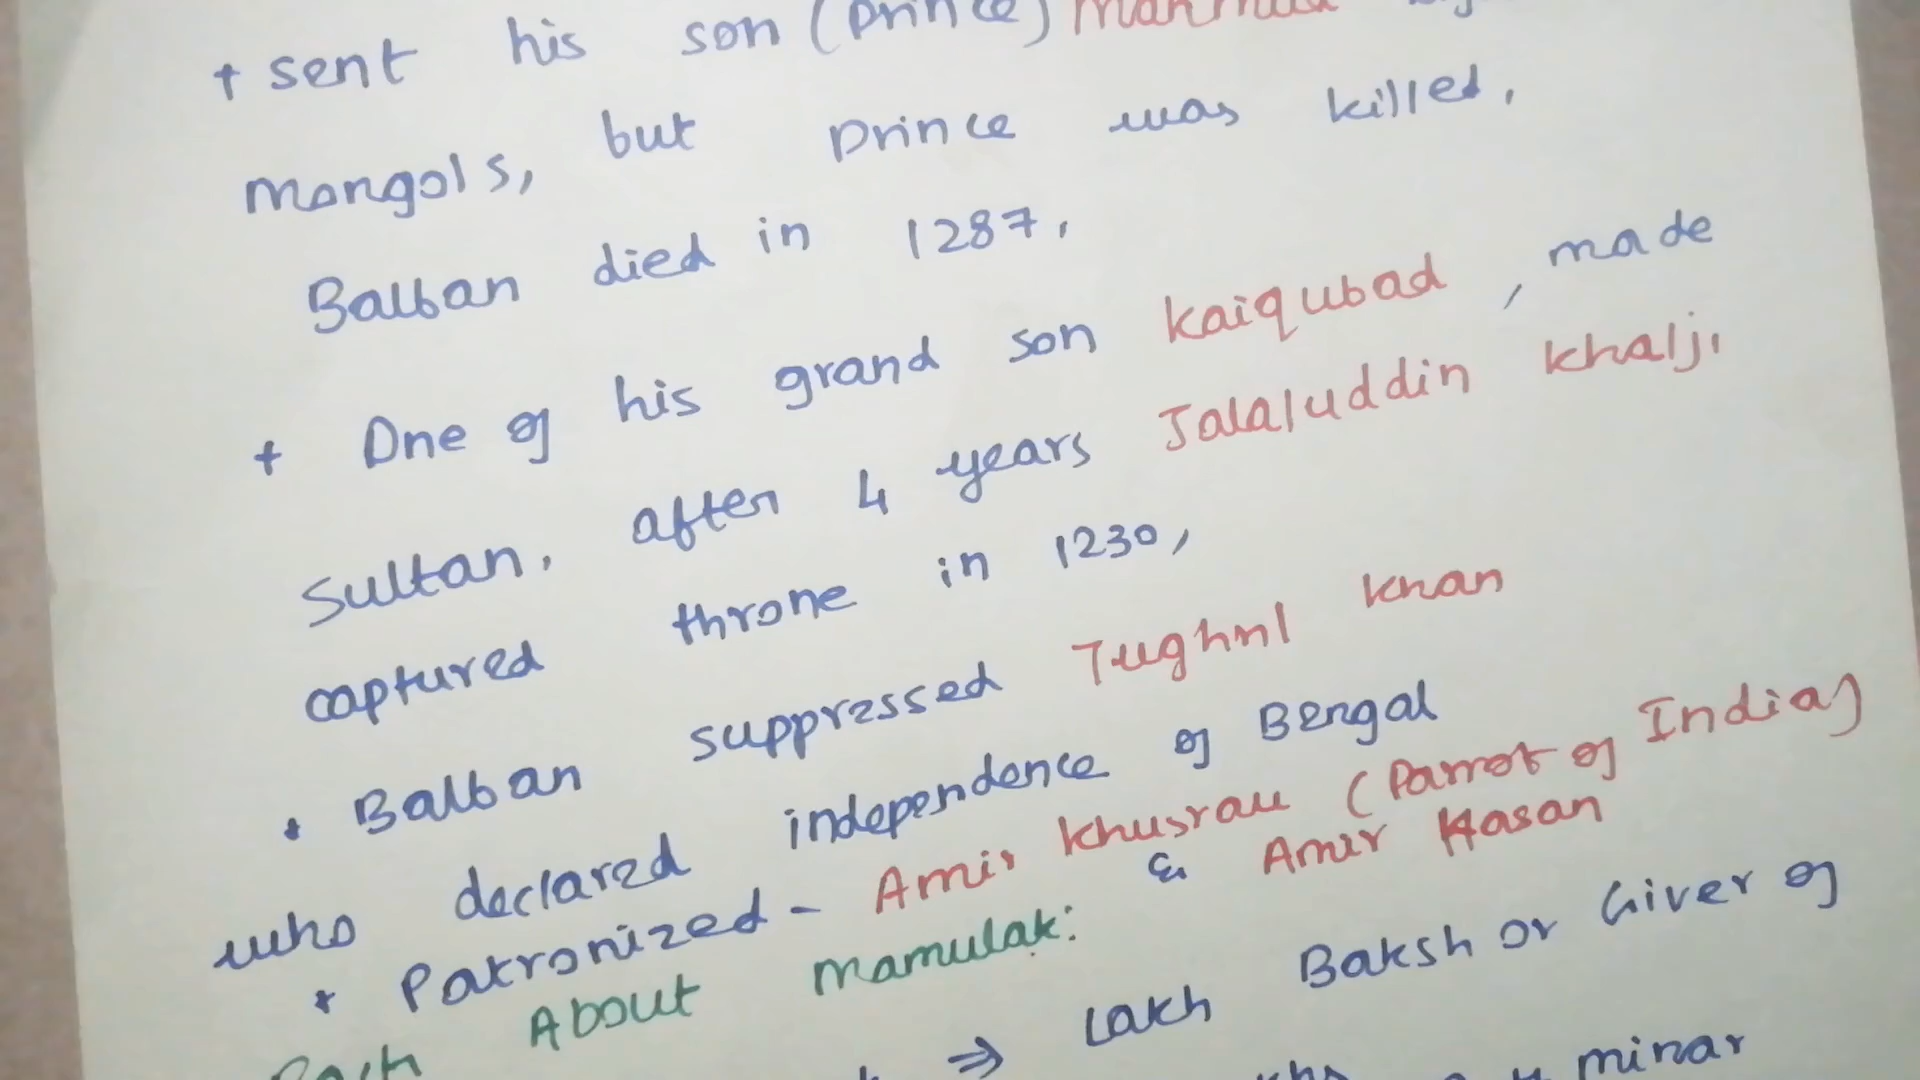 + sent his son (prince) Mahmud
Mongols, but prince was killed.
Balban died in 1287.
+ One of his grand son Kaiqubad, made
Sultan. after 4 years Jalaluddin Khalji
captured throne in 1230,
* Balban suppressed Tughril Khan
who declared independence of Bengal
* Patronized - Amir Khusrau (Parrot of India)
& Amir Hasan
About Mamulak:
⇒ Lakh Baksh or Giver of
minar